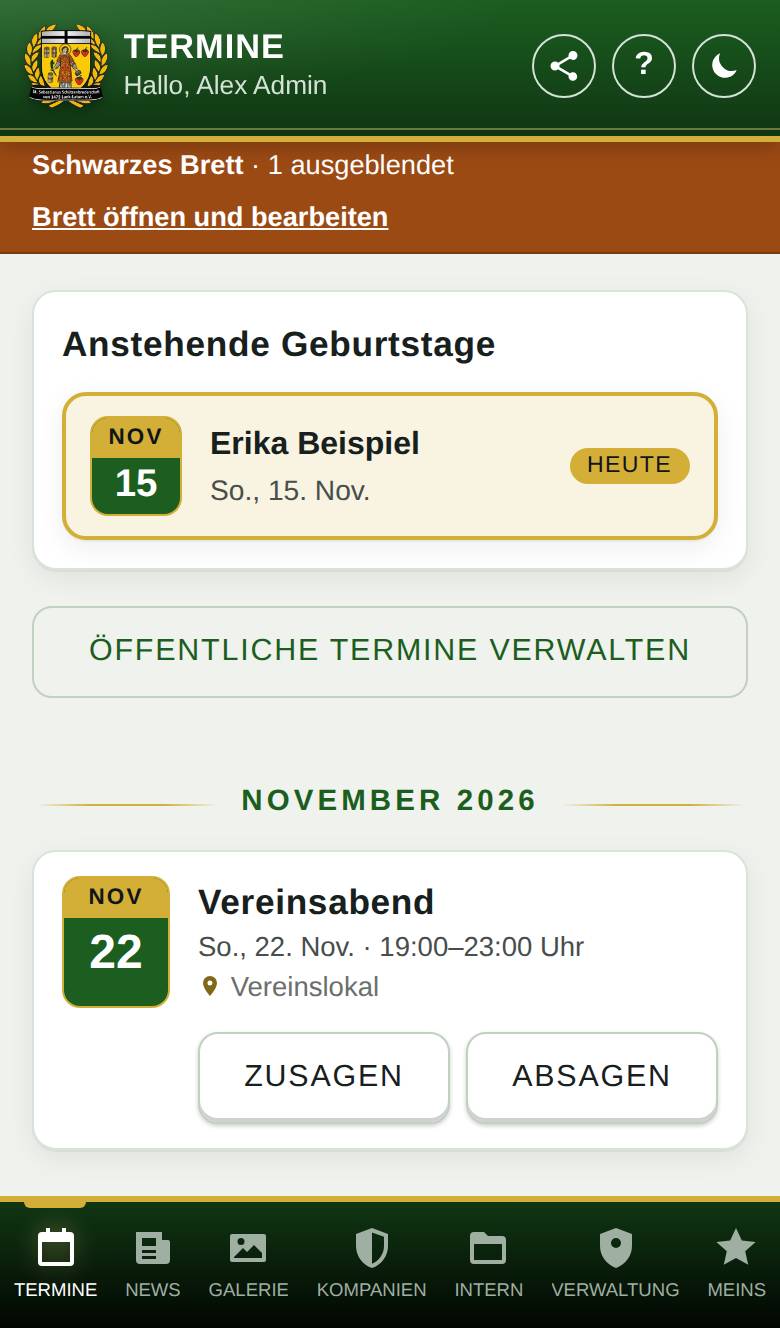 TERMINE
Hallo, Alex Admin
?
Schwarzes Brett · 1 ausgeblendet
Brett öffnen und bearbeiten
Anstehende Geburtstage
NOV
15
Erika Beispiel
So., 15. Nov.
HEUTE
ÖFFENTLICHE TERMINE VERWALTEN
NOVEMBER 2026
NOV
22
Vereinsabend
So., 22. Nov. · 19:00–23:00 Uhr
Vereinslokal
ZUSAGEN
ABSAGEN
TERMINE
NEWS
GALERIE
KOMPANIEN
INTERN
VERWALTUNG
MEINS